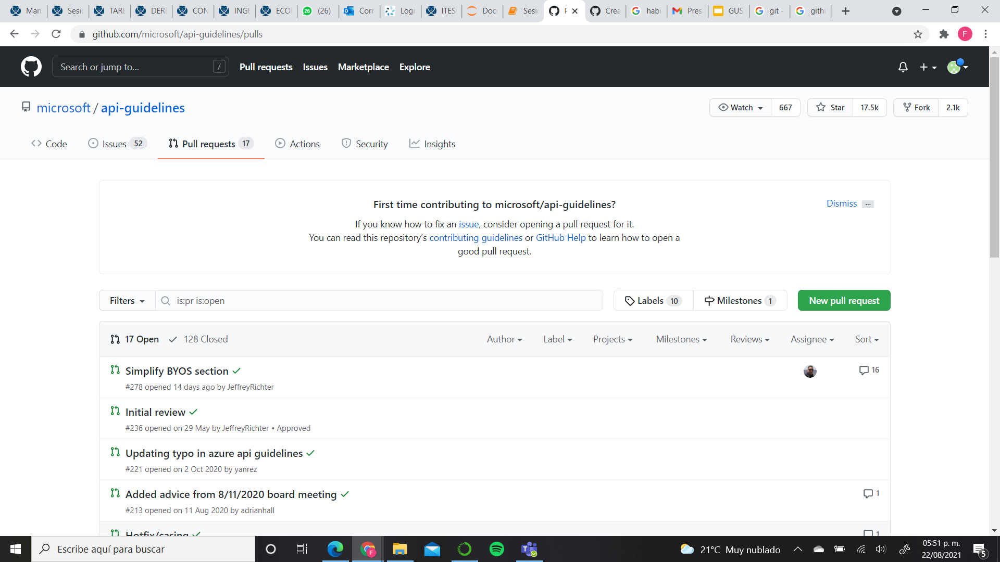 Man Sesi TARE DERE CON INGE ECO (26) Corr Logi ITES Doc Sesi Crea habi Pres GUS git - gith
github.com/microsoft/api-guidelines/pulls F
Search or jump to... / Pull requests Issues Marketplace Explore
microsoft / api-guidelines Watch 667 Star 17.5k Fork 2.1k
Code Issues 52 Pull requests 17 Actions Security Insights
First time contributing to microsoft/api-guidelines? Dismiss ...
If you know how to fix an issue, consider opening a pull request for it.
You can read this repository's contributing guidelines or GitHub Help to learn how to open a
good pull request.
Filters is:pr is:open Labels 10 Milestones 1 New pull request
17 Open 128 Closed Author Label Projects Milestones Reviews Assignee Sort
Simplify BYOS section 16
#278 opened 14 days ago by JeffreyRichter
Initial review
#236 opened on 29 May by JeffreyRichter • Approved
Updating typo in azure api guidelines
#221 opened on 2 Oct 2020 by yanrez
Added advice from 8/11/2020 board meeting 1
#213 opened on 11 Aug 2020 by adrianhall
Hotfix/casing 1
Escribe aquí para buscar 21°C Muy nublado 05:51 p. m.
22/08/2021 5